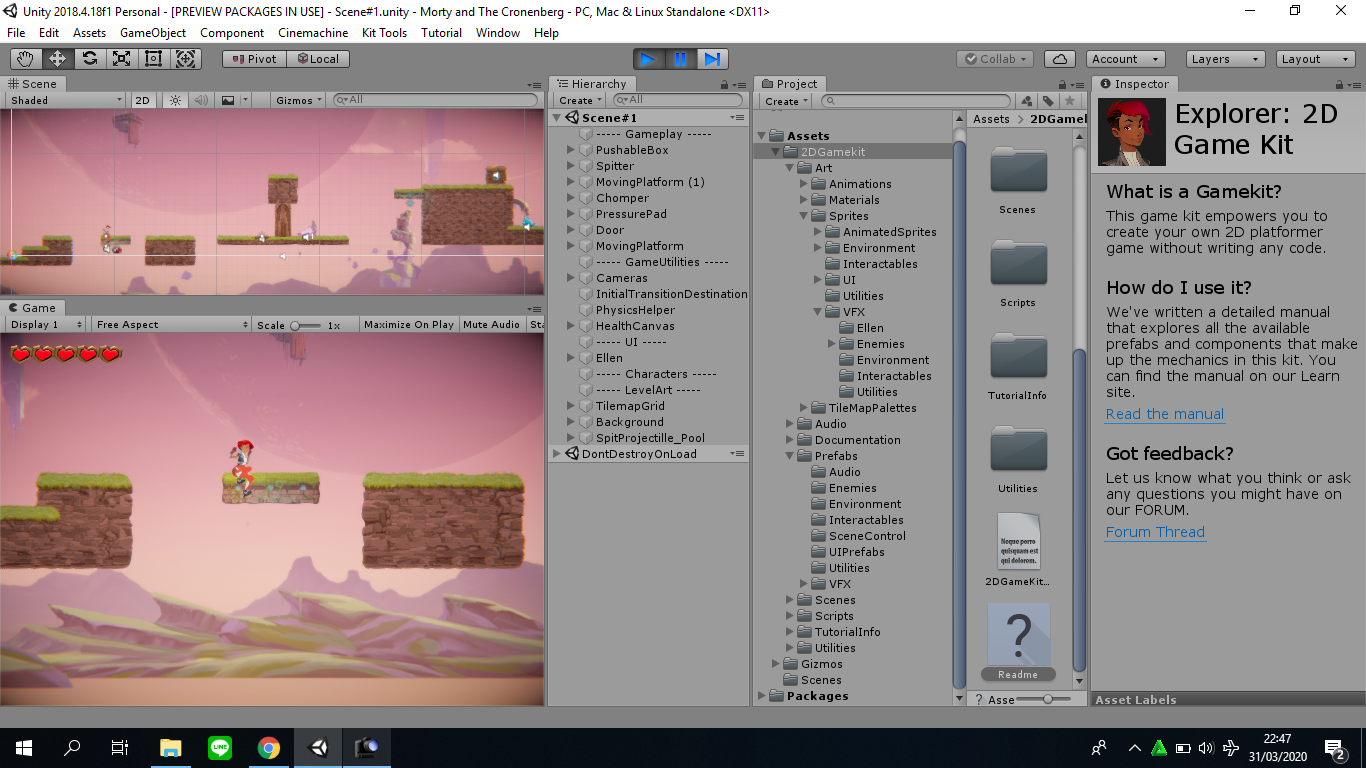 Unity 2018.4.18f1 Personal - [PREVIEW PACKAGES IN USE] - Scene#1.unity - Morty and The Cronenberg - PC, Mac & Linux Standalone <DX11>
File Edit Assets GameObject Component Cinemachine Kit Tools Tutorial Window Help
Pivot Local Collab Account Layers Layout
Scene
Shaded 2D Gizmos All
Game
Display 1 Free Aspect Scale 1x Maximize On Play Mute Audio Sta
Hierarchy
Create All
Scene#1
----- Gameplay -----
PushableBox
Spitter
MovingPlatform (1)
Chomper
PressurePad
Door
MovingPlatform
----- GameUtilities -----
Cameras
InitialTransitionDestination
PhysicsHelper
HealthCanvas
----- UI -----
Ellen
----- Characters -----
----- LevelArt -----
TilemapGrid
Background
SpitProjectille_Pool
DontDestroyOnLoad
Project
Create
Assets
2DGamekit
Art
Animations
Materials
Sprites
AnimatedSprites
Environment
Interactables
UI
Utilities
VFX
Ellen
Enemies
Environment
Interactables
Utilities
TileMapPalettes
Audio
Documentation
Prefabs
Audio
Enemies
Environment
Interactables
SceneControl
UIPrefabs
Utilities
VFX
Scenes
Scripts
TutorialInfo
Utilities
Gizmos
Scenes
Packages
Assets 2DGamel
Scenes
Scripts
TutorialInfo
Utilities
Neque porro
quisquam est
qui dolorem.
2DGameKit...
?
Readme
? Asse
Inspector
Explorer: 2D
Game Kit
What is a Gamekit?
This game kit empowers you to
create your own 2D platformer
game without writing any code.
How do I use it?
We've written a detailed manual
that explores all the available
prefabs and components that make
up the mechanics in this kit. You
can find the manual on our Learn
site.
Read the manual
Got feedback?
Let us know what you think or ask
any questions you might have on
our FORUM.
Forum Thread
Asset Labels
LINE
22:47
31/03/2020
2